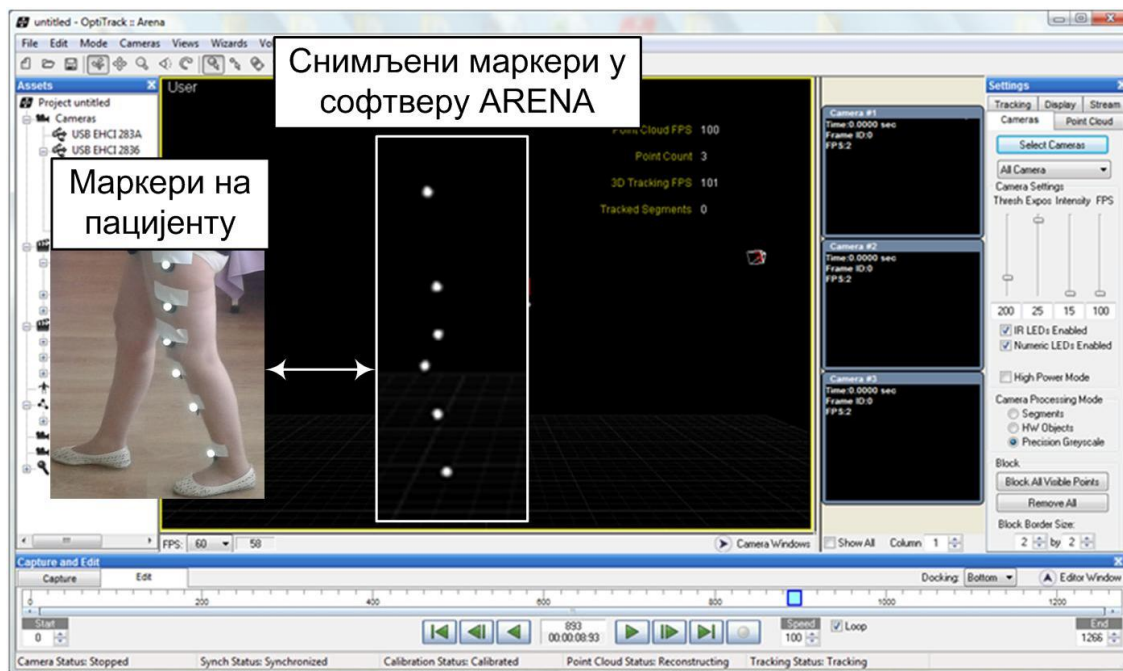 untitled - OptiTrack :: Arena
File Edit Mode Cameras Views Wizards
Снимљени маркери у
софтверу ARENA
Assets
Project untitled
Cameras
USB EHCI 283A
USB EHCI 2836
Маркери на
пацијенту
User
Point Cloud FPS 100
Point Count 3
3D Tracking FPS 101
Tracked Segments 0
FPS: 60 58
Camera Windows
Camera #1
Time:0.0000 sec
Frame ID:0
FPS:2
Camera #2
Time:0.0000 sec
Frame ID:0
FPS:2
Camera #3
Time:0.0000 sec
Frame ID:0
FPS:2
Show All Column 1
Settings
Tracking Display Stream
Cameras Point Cloud
Select Cameras
All Camera
Camera Settings
Thresh Expos Intensity FPS
200 25 15 100
IR LEDs Enabled
Numeric LEDs Enabled
High Power Mode
Camera Processing Mode
Segments
HW Objects
Precision Greyscale
Block
Block All Visible Points
Remove All
Block Border Size:
2 by 2
Capture and Edit
Capture Edit
Docking: Bottom Editor Window
0 200 400 600 800 1000 1200
Start
0
893
00:00:08:93
Speed
100
Loop
End
1266
Camera Status: Stopped Synch Status: Synchronized Calibration Status: Calibrated Point Cloud Status: Reconstructing Tracking Status: Tracking